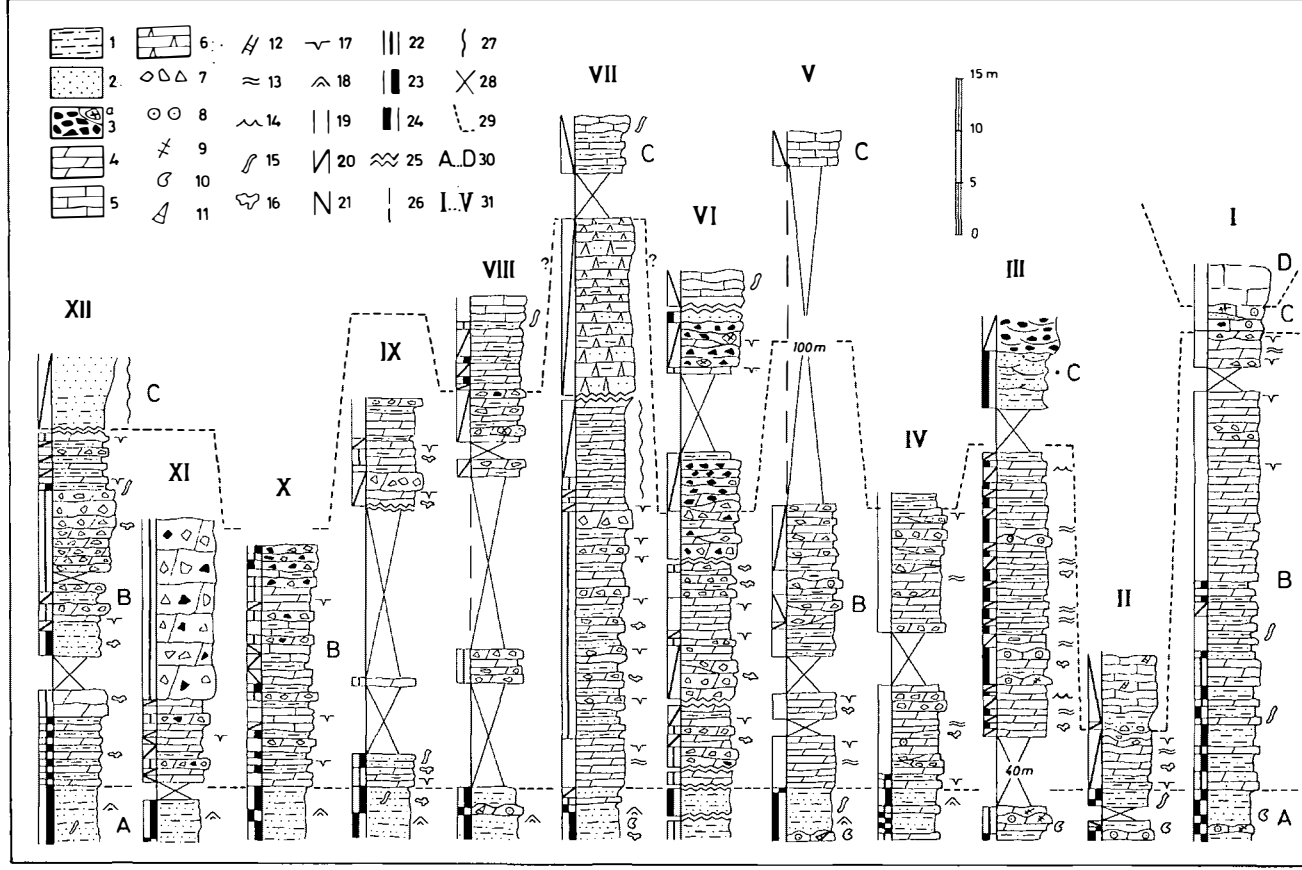 1 6 12 17 22 27
2 7 13 18 23 28
a
3 8 14 19 24 29
4 9 15 20 25 A...D 30
5 10 16 21 26 I...V 31
11
VII V
15 m
10
5
0
C C
VI I
VIII III
? ? D
XII C
IX 100m
C C
XI X IV
II
B B B B
40m
A A